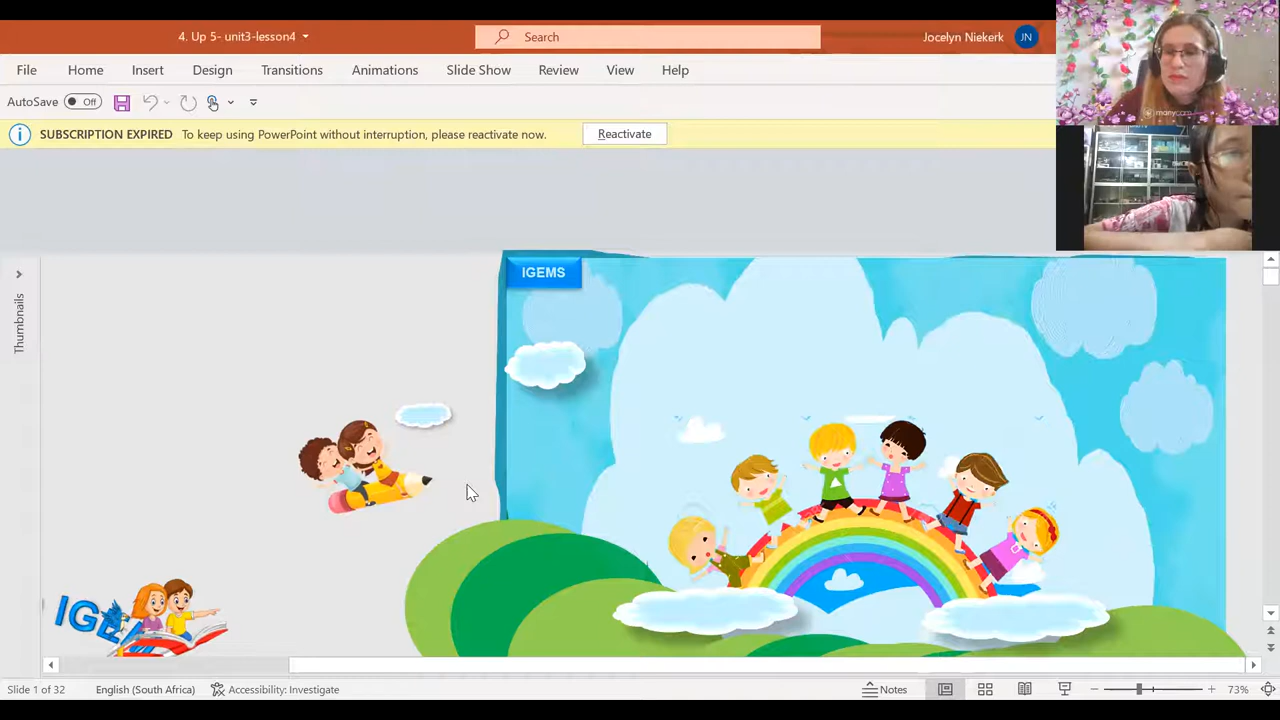 4. Up 5- unit3-lesson4
Search
Jocelyn Niekerk
JN
File Home Insert Design Transitions Animations Slide Show Review View Help
AutoSave Off
SUBSCRIPTION EXPIRED To keep using PowerPoint without interruption, please reactivate now. Reactivate
manycam
Thumbnails
IGEMS
Slide 1 of 32 English (South Africa) Accessibility: Investigate Notes 73%